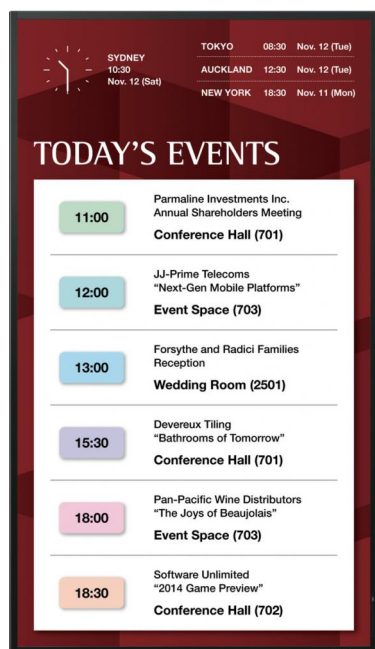 SYDNEY
10:30
Nov. 12 (Sat)
TOKYO 08:30 Nov. 12 (Tue)
AUCKLAND 12:30 Nov. 12 (Tue)
NEW YORK 18:30 Nov. 11 (Mon)
TODAY'S EVENTS
11:00
Parmaline Investments Inc.
Annual Shareholders Meeting
Conference Hall (701)
12:00
JJ-Prime Telecoms
“Next-Gen Mobile Platforms”
Event Space (703)
13:00
Forsythe and Radici Families
Reception
Wedding Room (2501)
15:30
Devereux Tiling
“Bathrooms of Tomorrow”
Conference Hall (701)
18:00
Pan-Pacific Wine Distributors
“The Joys of Beaujolais”
Event Space (703)
18:30
Software Unlimited
“2014 Game Preview”
Conference Hall (702)